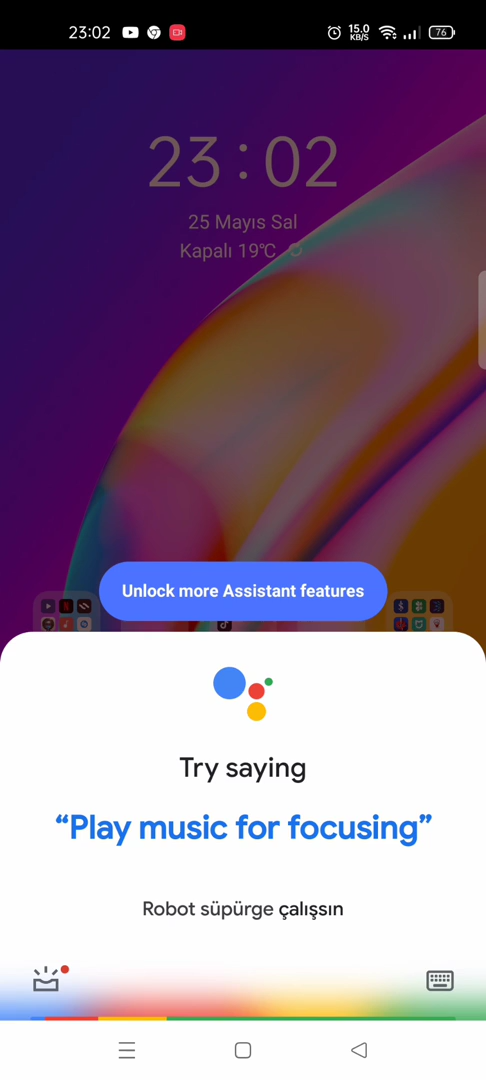 23:02
15.0
KB/S
76
23:02
25 Mayıs Sal
Kapalı 19°C
Unlock more Assistant features
Try saying
“Play music for focusing”
Robot süpürge çalışsın